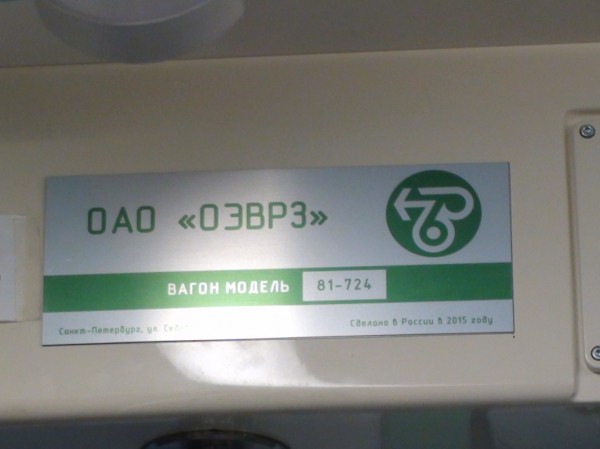 ОАО «ОЭВРЗ»
ВАГОН МОДЕЛЬ 81-724
Санкт-Петербург, ул.
Сделано в России в 2015 году